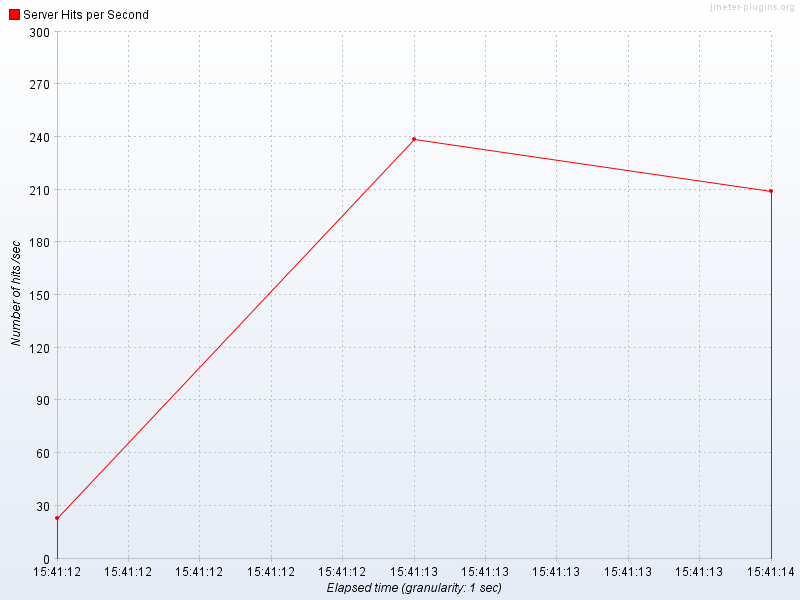 jmeter-plugins.org
Server Hits per Second
300
270
240
210
180
150
120
90
60
30
0
Number of hits /sec
15:41:12 15:41:12 15:41:12 15:41:12 15:41:12 15:41:13 15:41:13 15:41:13 15:41:13 15:41:13 15:41:14
Elapsed time (granularity: 1 sec)